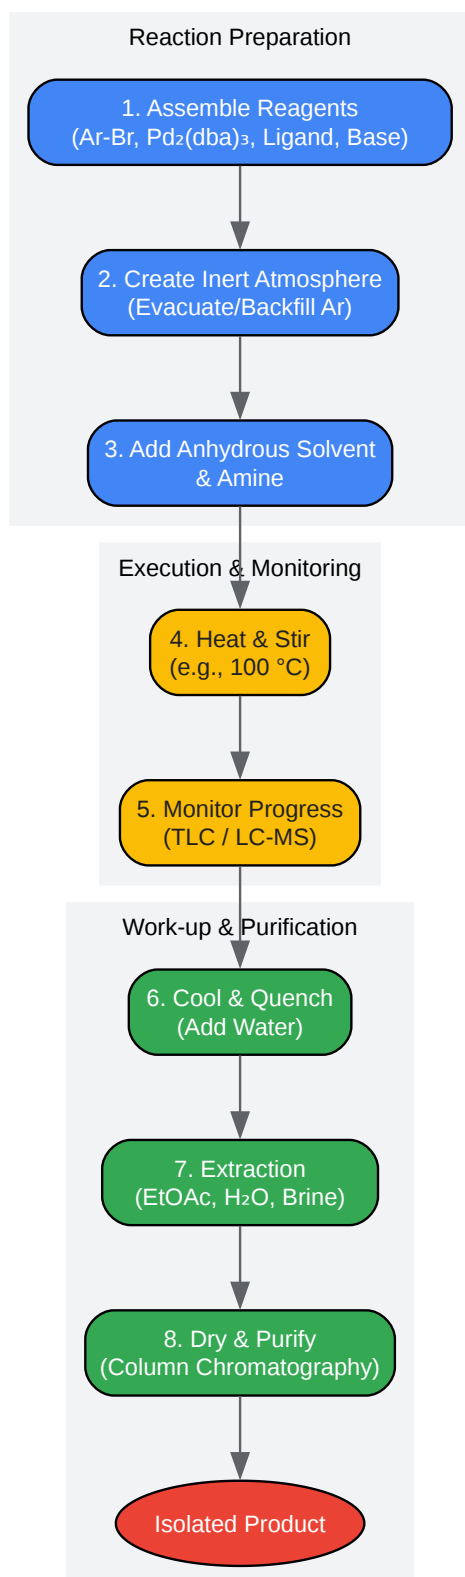 Reaction Preparation
1. Assemble Reagents
(Ar-Br, Pd₂(dba)₃, Ligand, Base)
2. Create Inert Atmosphere
(Evacuate/Backfill Ar)
3. Add Anhydrous Solvent
& Amine
Execution & Monitoring
4. Heat & Stir
(e.g., 100 °C)
5. Monitor Progress
(TLC / LC-MS)
Work-up & Purification
6. Cool & Quench
(Add Water)
7. Extraction
(EtOAc, H₂O, Brine)
8. Dry & Purify
(Column Chromatography)
Isolated Product